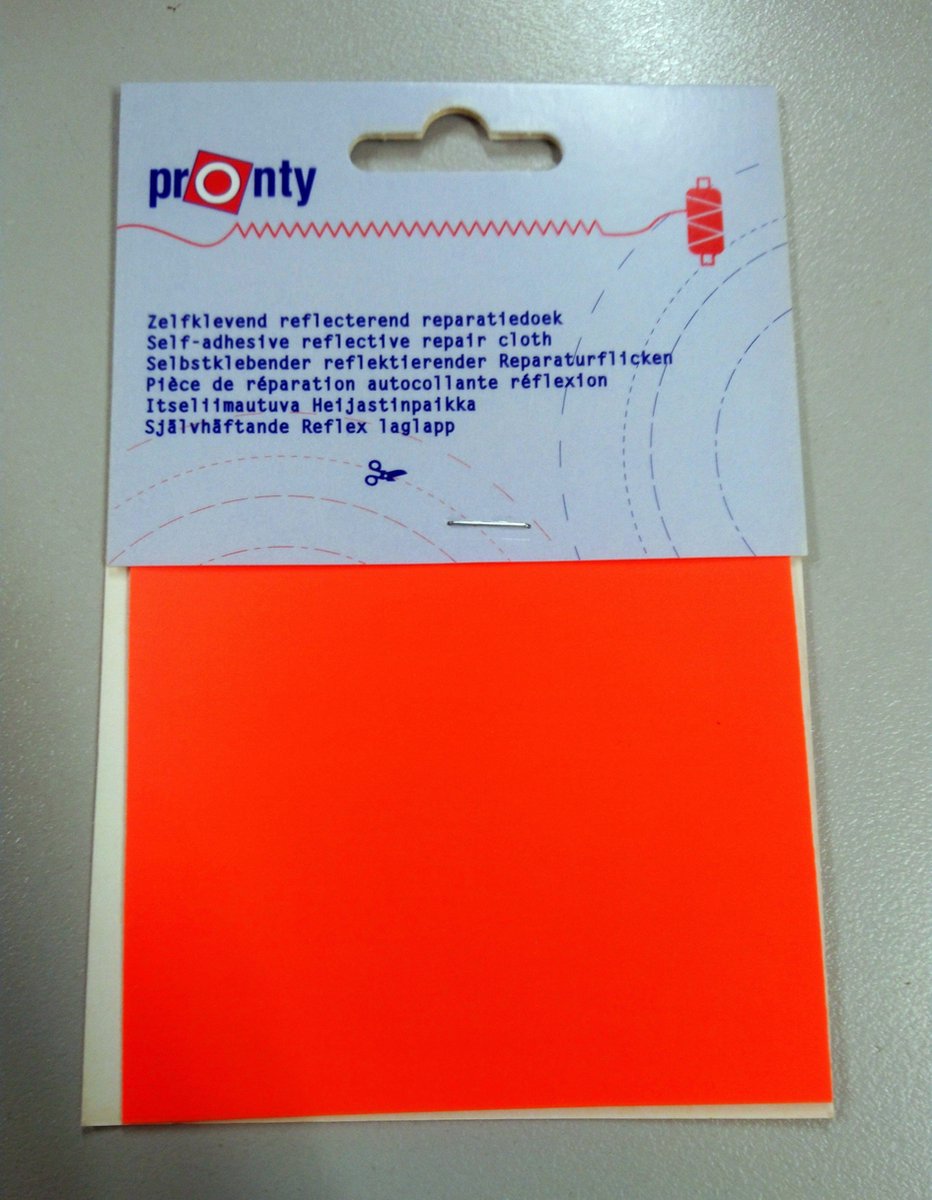 pronty
Zelfklevend reflecterend reparatiedoek
Self-adhesive reflective repair cloth
Selbstklebender reflektierender Reparaturflicken
Pièce de réparation autocollante réflexion
Itseliimautuva Heijastinpaikka
Självhäftande Reflex laglapp